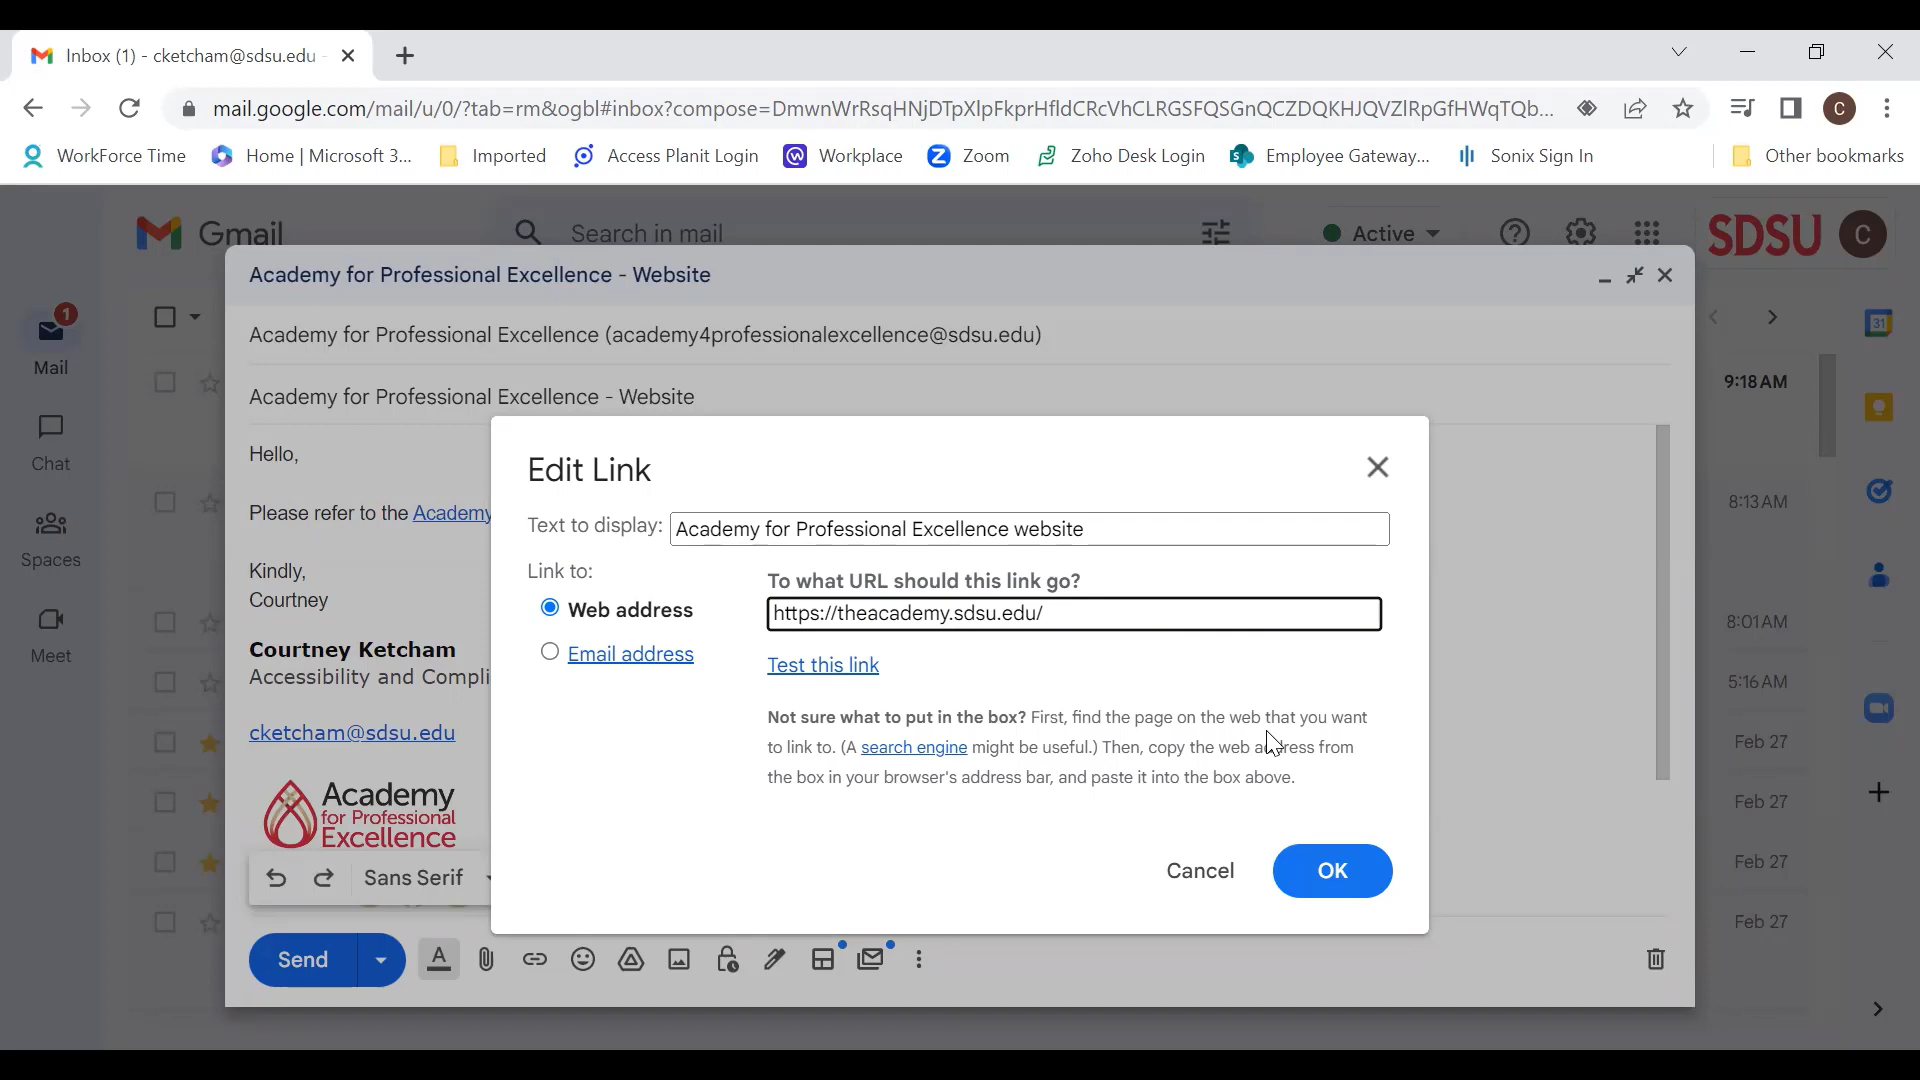 Inbox (1) - cketcham@sdsu.edu -
mail.google.com/mail/u/0/?tab=rm&ogbl#inbox?compose=DmwnWrRsqHNjDTpXlpFkprHfldCRcVhCLRGSFQSGnQCZDQKHJQVZlRpGfHWqTQb...
C
WorkForce Time
Home | Microsoft 3...
Imported
Access Planit Login
Workplace
Zoom
Zoho Desk Login
Employee Gateway...
Sonix Sign In
Other bookmarks
Gmail
Search in mail
Active
SDSU
C
1
Mail
Chat
Spaces
Meet
Academy for Professional Excellence - Website
Academy for Professional Excellence (academy4professionalexcellence@sdsu.edu)
Academy for Professional Excellence - Website
Hello,
Please refer to the Academy
Kindly,
Courtney
Courtney Ketcham
Accessibility and Compli
cketcham@sdsu.edu
Academy
for Professional
Excellence
Sans Serif
Send
Edit Link
Text to display: Academy for Professional Excellence website
Link to:
Web address
Email address
To what URL should this link go?
https://theacademy.sdsu.edu/
Test this link
Not sure what to put in the box? First, find the page on the web that you want
to link to. (A search engine might be useful.) Then, copy the web address from
the box in your browser's address bar, and paste it into the box above.
Cancel
OK
9:18 AM
8:13 AM
8:01 AM
5:16 AM
Feb 27
Feb 27
Feb 27
Feb 27
31